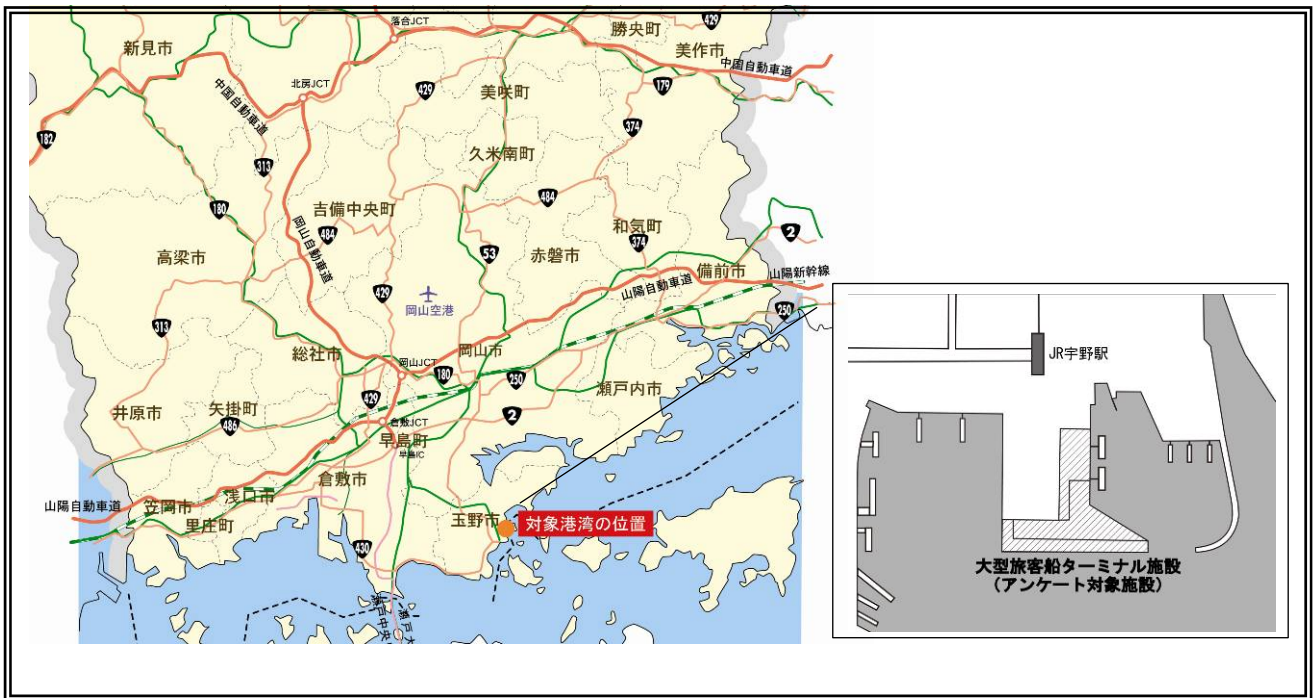 落合JCT
429
勝央町
新見市
美作市
中国自動車道
北房JCT
429
美咲町
179
中国自動車道
182
374
313
久米南町
484
180
吉備中央町
和気町
岡山自動車道
484
374
2
53
赤磐市
高梁市
備前市
山陽新幹線
山陽自動車道
429
岡山空港
250
313
総社市
岡山市
岡山JCT
180
250
JR宇野駅
429
瀬戸内市
井原市
矢掛町
2
486
倉敷JCT
早島町
早島IC
倉敷市
浅口市
山陽自動車道
笠岡市
里庄町
玉野市
対象港湾の位置
430
大型旅客船ターミナル施設
(アンケート対象施設)
瀬戸中央
瀬戸大